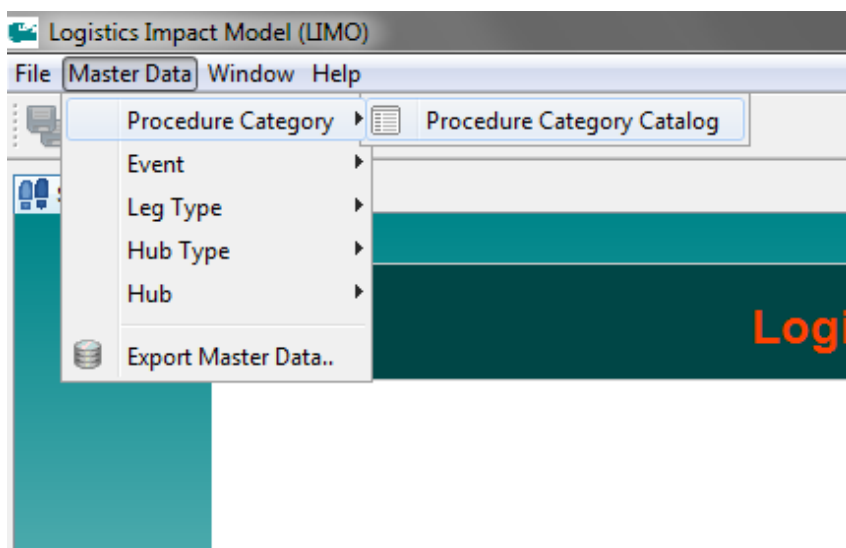 Logistics Impact Model (LIMO)
File Master Data Window Help
Procedure Category Procedure Category Catalog
Event
Leg Type
Hub Type
Hub
Export Master Data..